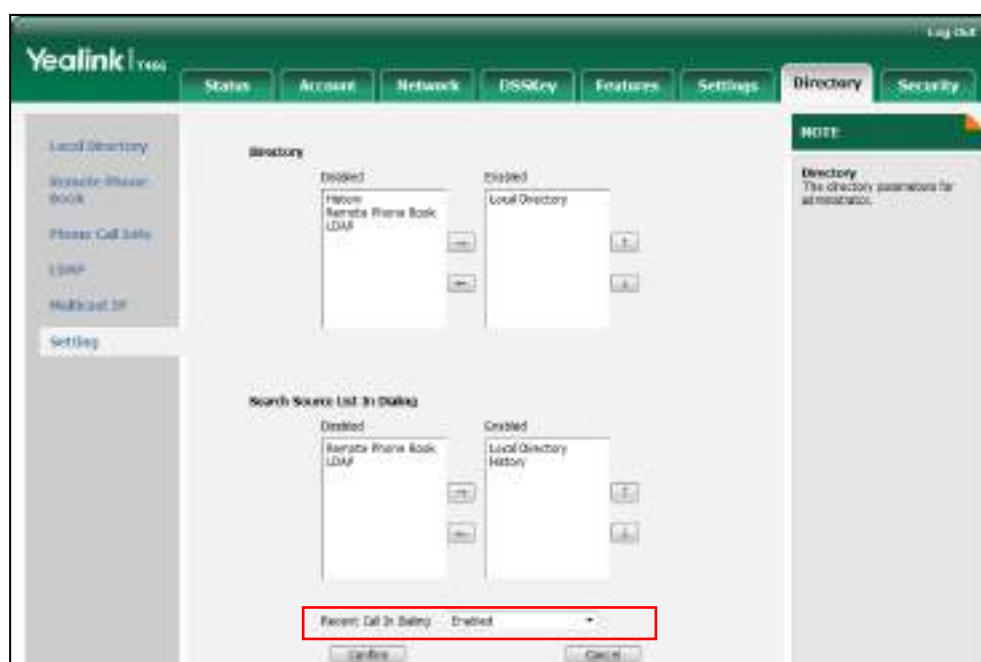 Log Out
Yealink T46G
Status Account Network DSSKey Features Settings Directory Security
NOTE
Directory
The directory parameters for administrator.
Local Directory
Remote Phone Book
Phone Call Info
LDAP
Multicast IP
Setting
Directory
Disabled
History
Remote Phone Book
LDAP
→
←
Enabled
Local Directory
↑
↓
Search Source List In Dialing
Disabled
Remote Phone Book
LDAP
→
←
Enabled
Local Directory
History
↑
↓
Recent Call In Dialing Enabled
Confirm Cancel